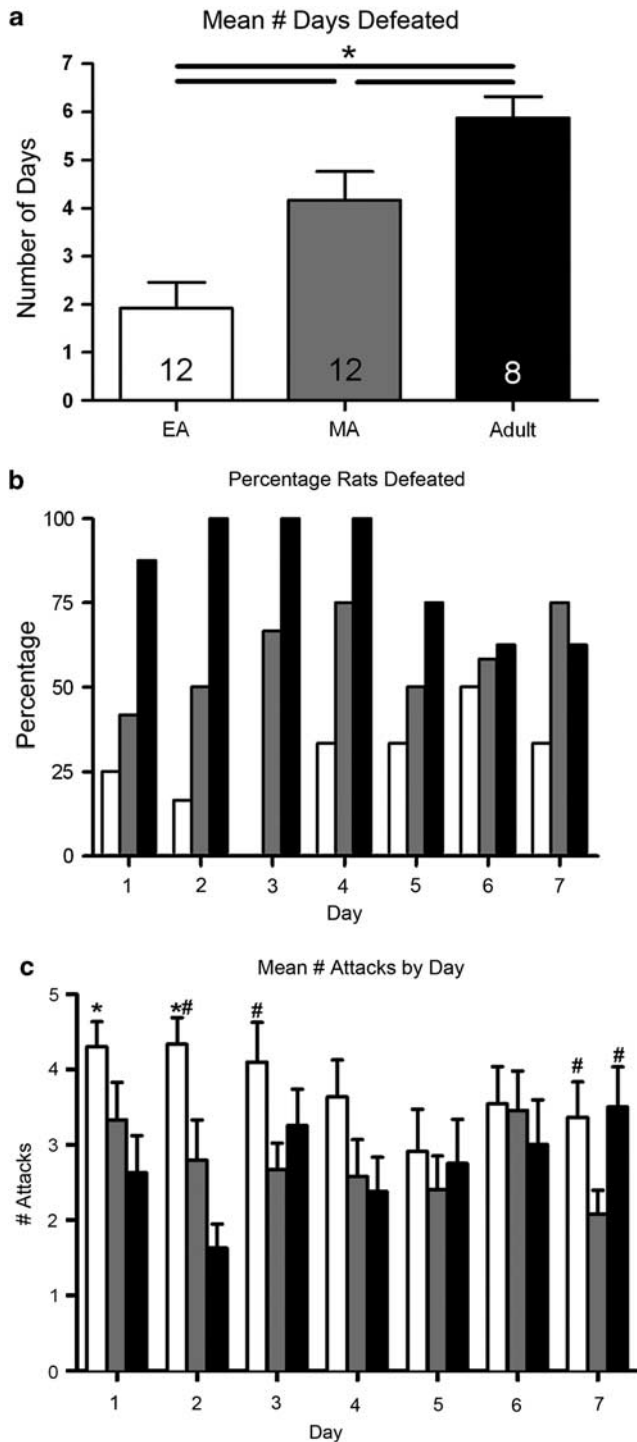 a
Mean # Days Defeated
*
7
6
5
4
3
2
1
0
Number of Days
12
12
8
EA MA Adult
b
Percentage Rats Defeated
100
75
50
25
0
Percentage
1 2 3 4 5 6 7
Day
c
Mean # Attacks by Day
5
4
3
2
1
0
# Attacks
* *# # # #
1 2 3 4 5 6 7
Day